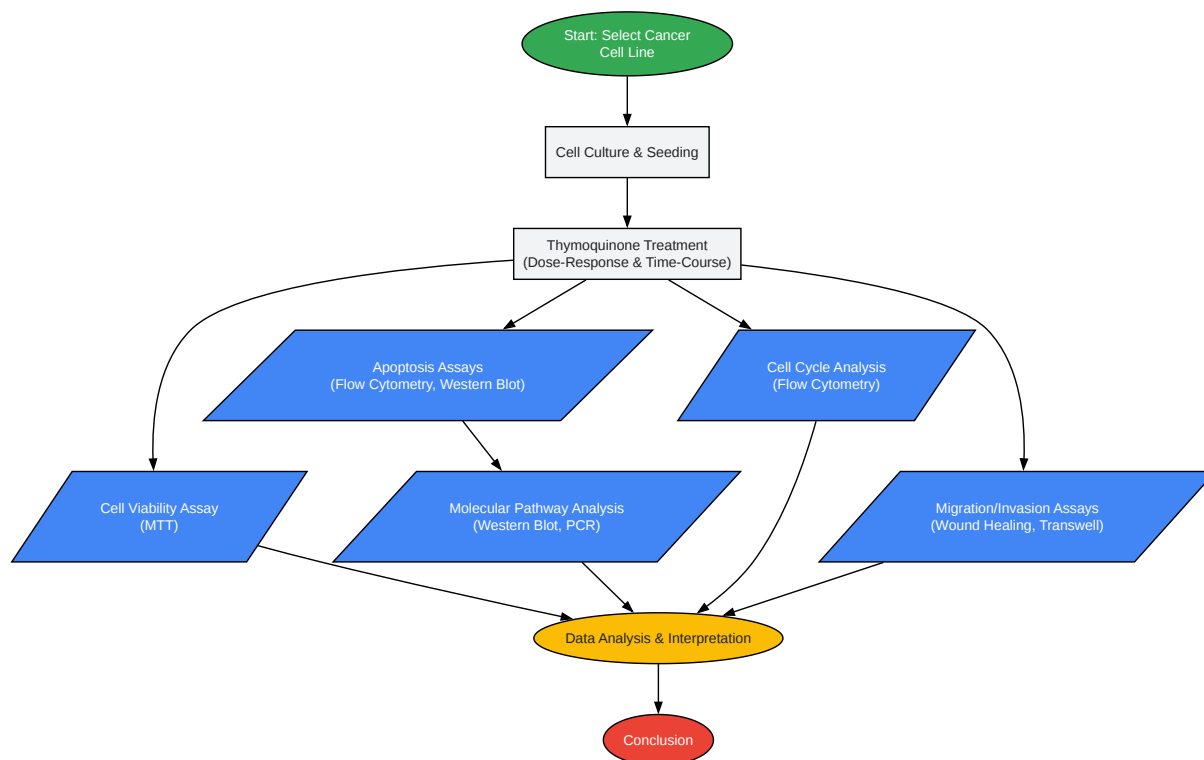 Start: Select Cancer
Cell Line
Cell Culture & Seeding
Thymoquinone Treatment
(Dose-Response & Time-Course)
Apoptosis Assays
(Flow Cytometry, Western Blot)
Cell Cycle Analysis
(Flow Cytometry)
Cell Viability Assay
(MTT)
Molecular Pathway Analysis
(Western Blot, PCR)
Migration/Invasion Assays
(Wound Healing, Transwell)
Data Analysis & Interpretation
Conclusion